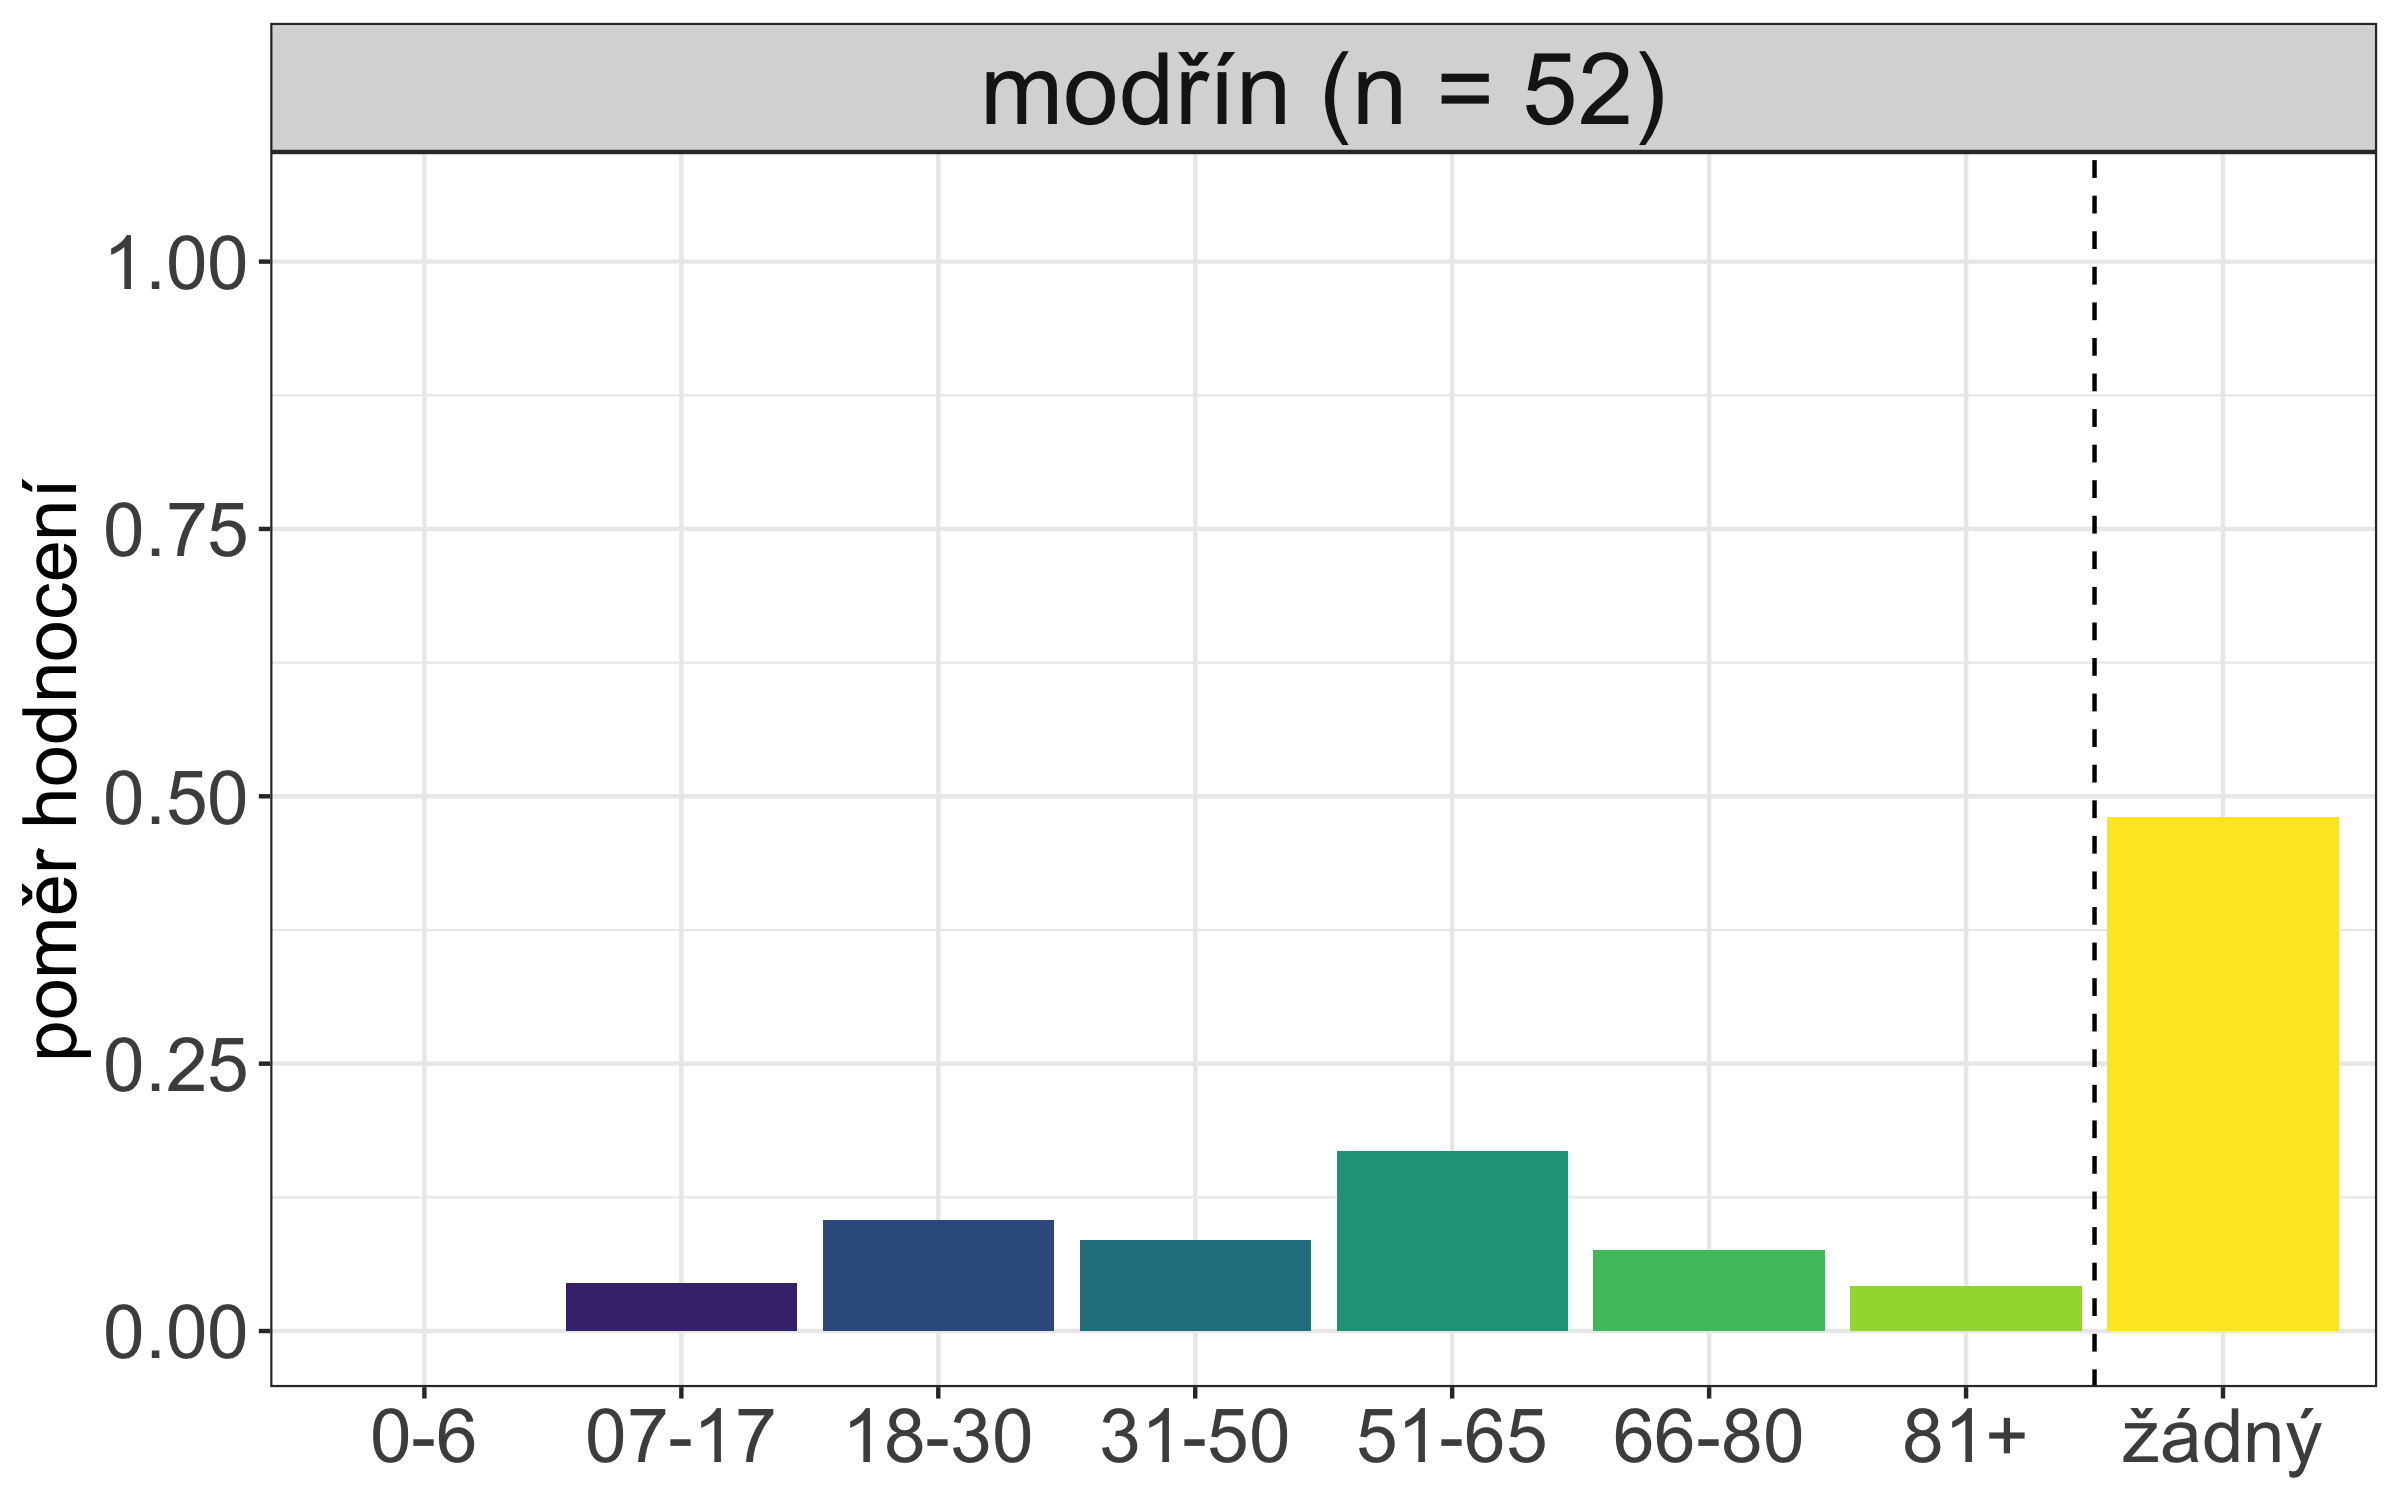 modřín (n = 52)
poměr hodnocení
1.00
0.75
0.50
0.25
0.00
0-6 07-17 18-30 31-50 51-65 66-80 81+ žádný